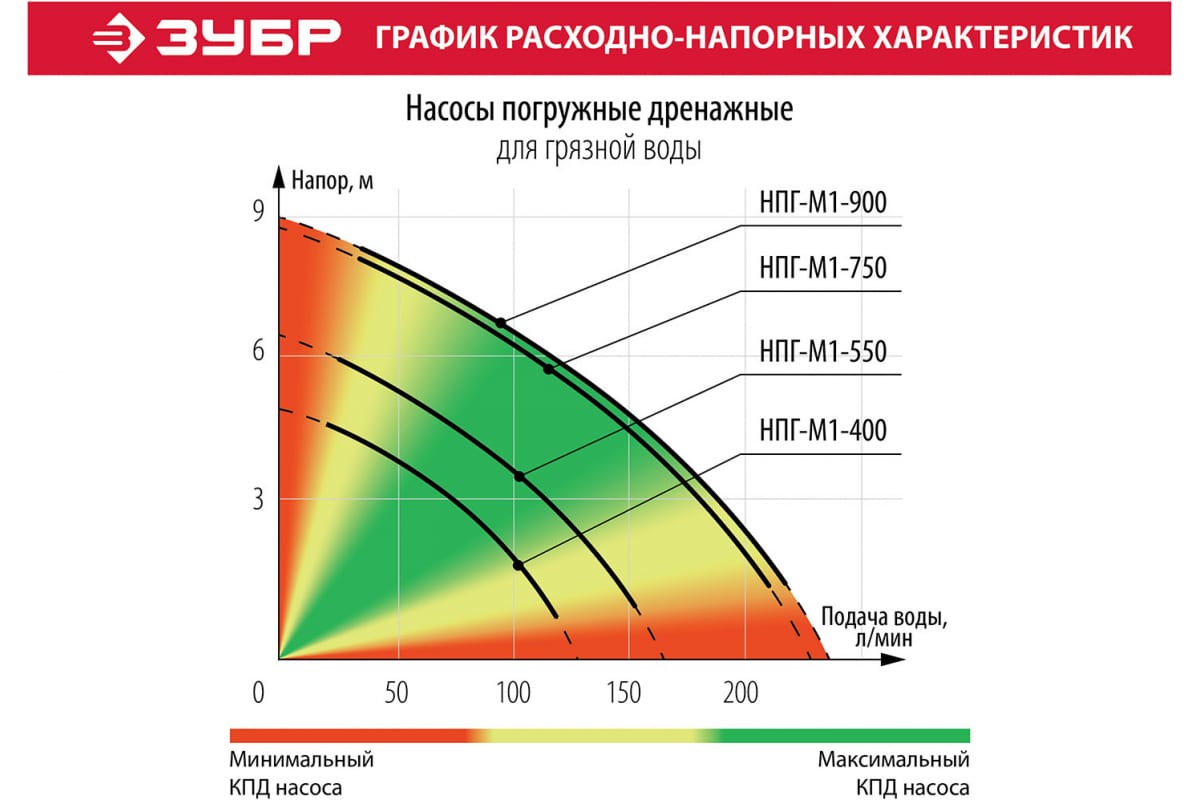 ЗУБР ГРАФИК РАСХОДНО-НАПОРНЫХ ХАРАКТЕРИСТИК
Насосы погружные дренажные
для грязной воды
Напор, м
9
6
3
НПГ-М1-900
НПГ-М1-750
НПГ-М1-550
НПГ-М1-400
Подача воды,
л/мин
0 50 100 150 200
Минимальный
КПД насоса
Максимальный
КПД насоса